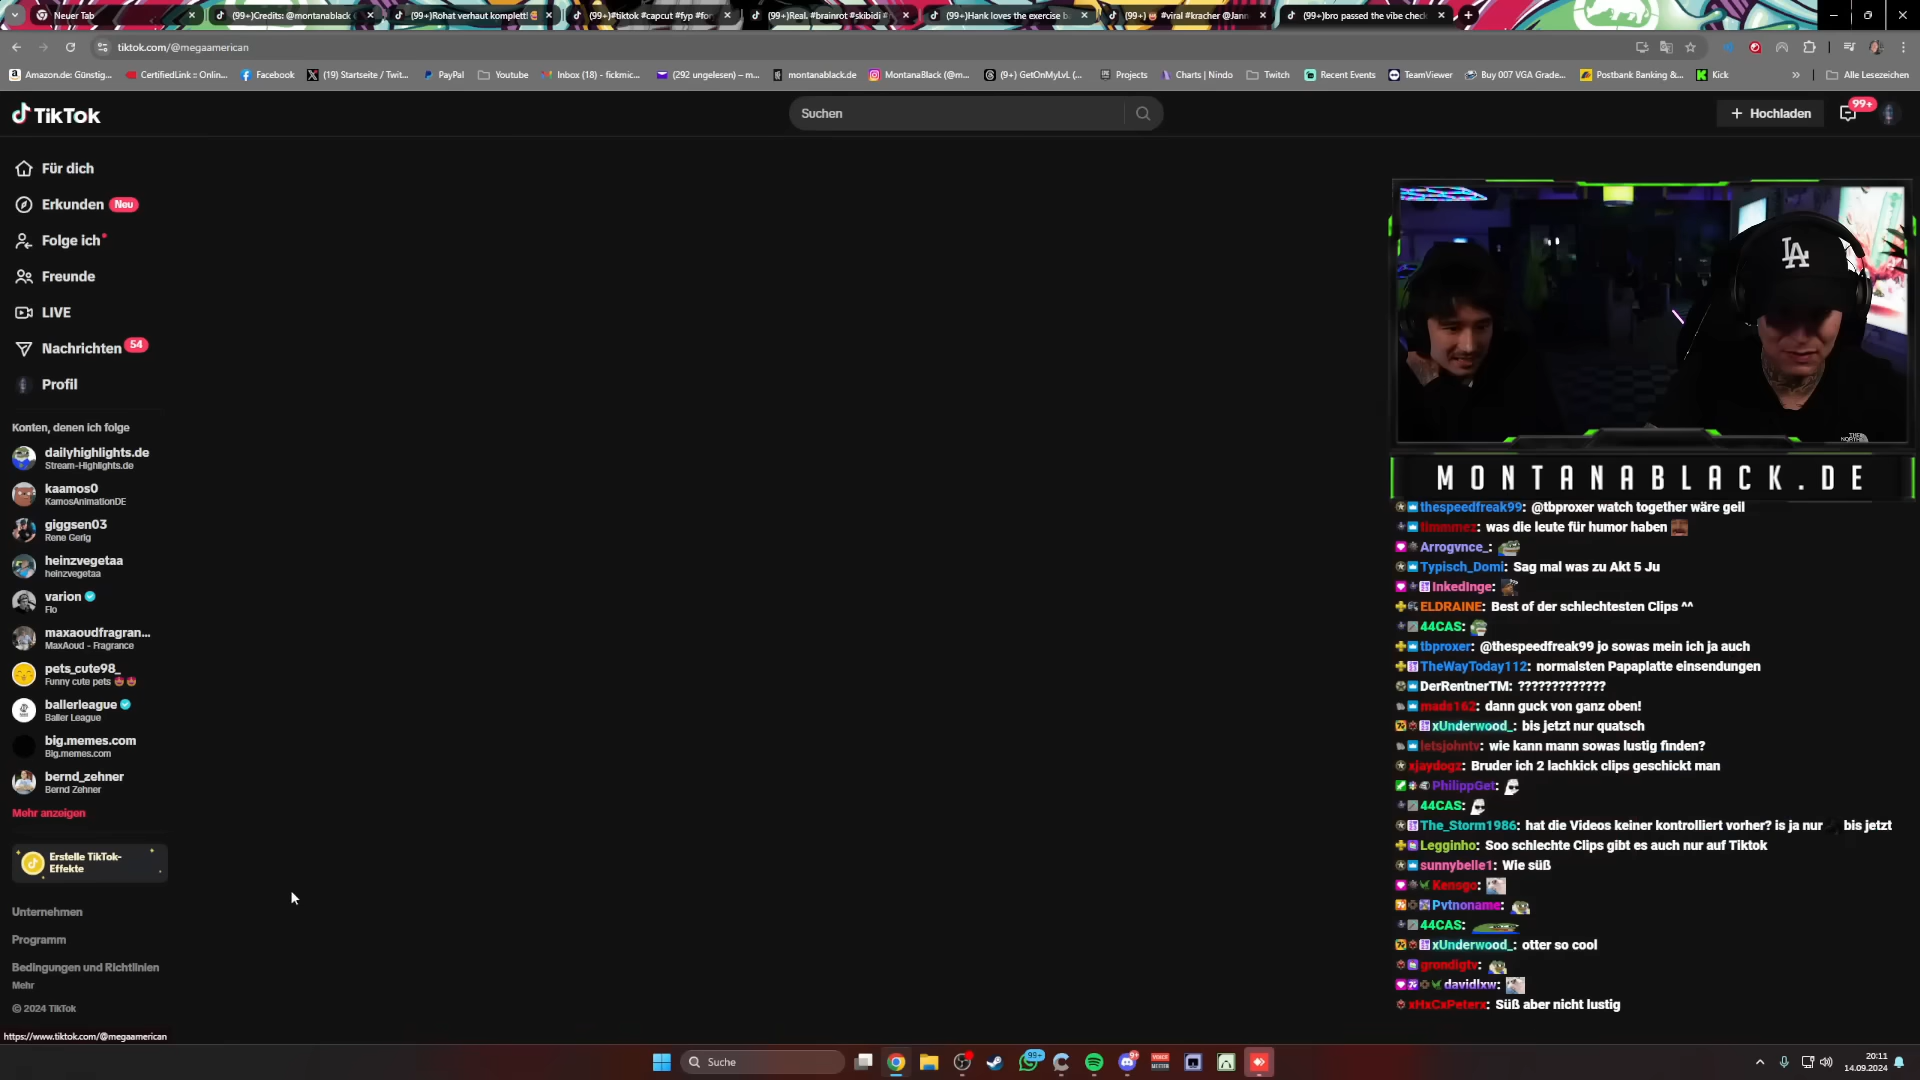 Neuer Tab
(99+)Credits: @montanablack
(99+)Rohat verhaut komplett!
(99+)#tiktok #capcut #fyp #for
(99+)Real. #brainrot #skibidi #
(99+)Hank loves the exercise b
(99+) #viral #kracher @Jann
(99+)bro passed the vibe chec
tiktok.com/@megaamerican
Amazon.de: Günstig...
CertifiedLink :: Onlin...
Facebook
(19) Startseite / Twit...
PayPal
Youtube
Inbox (18) - fickmic...
(292 ungelesen) – m...
montanablack.de
MontanaBlack (@m...
(9+) GetOnMyLvL (...
Projects
Charts | Nindo
Twitch
Recent Events
TeamViewer
Buy 007 VGA Grade...
Postbank Banking &...
Kick
Alle Lesezeichen
TikTok
Suchen
Hochladen
99+
Für dich
Erkunden Neu
Folge ich
Freunde
LIVE
Nachrichten 54
Profil
Konten, denen ich folge
dailyhighlights.de
Stream-Highlights.de
kaamos0
KamosAnimationDE
giggsen03
Rene Gerig
heinzvegetaa
heinzvegetaa
varion
Flo
maxaoudfragran...
MaxAoud - Fragrance
pets_cute98_
Funny cute pets
ballerleague
Baller League
big.memes.com
Big.memes.com
bernd_zehner
Bernd Zehner
Mehr anzeigen
Erstelle TikTok-
Effekte
Unternehmen
Programm
Bedingungen und Richtlinien
Mehr
© 2024 TikTok
https://www.tiktok.com/@megaamerican
LA
THE
NORTH
MONTANABLACK.DE
thespeedfreak99: @tbproxer watch together wäre geil
timmmez: was die leute für humor haben
Arrogvnce_:
Typisch_Domi: Sag mal was zu Akt 5 Ju
InkedInge:
ELDRAINE: Best of der schlechtesten Clips ^^
44CAS:
tbproxer: @thespeedfreak99 jo sowas mein ich ja auch
TheWayToday112: normalsten Papaplatte einsendungen
DerRentnerTM: ?????????????
mads162: dann guck von ganz oben!
xUnderwood_: bis jetzt nur quatsch
letsjohntv: wie kann mann sowas lustig finden?
xjaydogz: Bruder ich 2 lachkick clips geschickt man
PhilippGet:
44CAS:
The_Storm1986: hat die Videos keiner kontrolliert vorher? is ja nur bis jetzt
Legginho: Soo schlechte Clips gibt es auch nur auf Tiktok
sunnybelle1: Wie süß
Kensgo:
Pvtnoname:
44CAS:
xUnderwood_: otter so cool
grondigtv:
davidlxw:
xHxCxPeterx: Süß aber nicht lustig
Suche
99+
20:11
14.09.2024